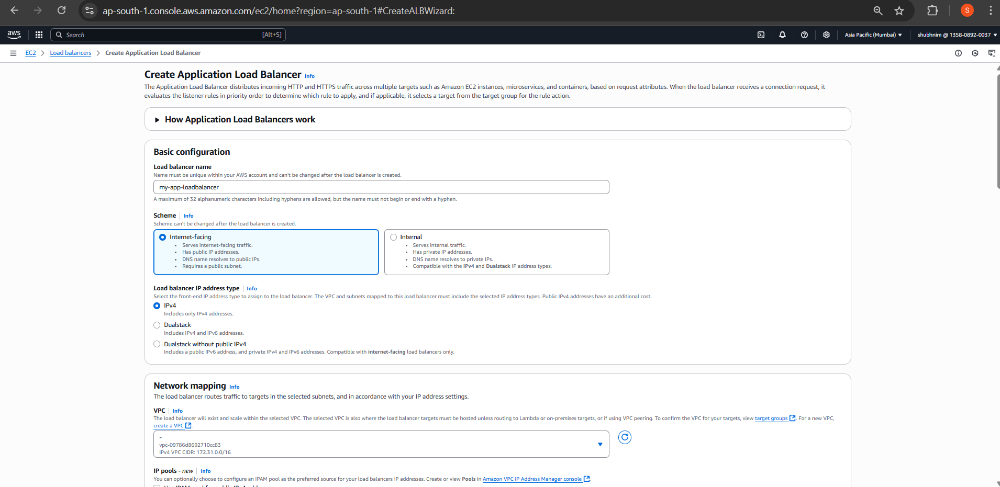 ap-south-1.console.aws.amazon.com/ec2/home?region=ap-south-1#CreateALBWizard:
S
aws
Search
[Alt+S]
Asia Pacific (Mumbai)
shubhnim @ 1358-0892-0037
EC2
Load balancers
Create Application Load Balancer
Create Application Load Balancer Info
The Application Load Balancer distributes incoming HTTP and HTTPS traffic across multiple targets such as Amazon EC2 instances, microservices, and containers, based on request attributes. When the load balancer receives a connection request, it
evaluates the listener rules in priority order to determine which rule to apply, and if applicable, it selects a target from the target group for the rule action.
How Application Load Balancers work
Basic configuration
Load balancer name
Name must be unique within your AWS account and can't be changed after the load balancer is created.
my-app-loadbalancer
A maximum of 32 alphanumeric characters including hyphens are allowed, but the name must not begin or end with a hyphen.
Scheme Info
Scheme can't be changed after the load balancer is created.
Internet-facing
• Serves internet-facing traffic.
• Has public IP addresses.
• DNS name resolves to public IPs.
• Requires a public subnet.
Internal
• Serves internal traffic.
• Has private IP addresses.
• DNS name resolves to private IPs.
• Compatible with the IPv4 and Dualstack IP address types.
Load balancer IP address type Info
Select the front-end IP address type to assign to the load balancer. The VPC and subnets mapped to this load balancer must include the selected IP address types. Public IPv4 addresses have an additional cost.
IPv4
Includes only IPv4 addresses.
Dualstack
Includes IPv4 and IPv6 addresses.
Dualstack without public IPv4
Includes a public IPv6 address, and private IPv4 and IPv6 addresses. Compatible with internet-facing load balancers only.
Network mapping Info
The load balancer routes traffic to targets in the selected subnets, and in accordance with your IP address settings.
VPC Info
The load balancer will exist and scale within the selected VPC. The selected VPC is also where the load balancer targets must be hosted unless routing to Lambda or on-premises targets, or if using VPC peering. To confirm the VPC for your targets, view target groups. For a new VPC,
create a VPC.
-
vpc-09786d8692710cc83
IPv4 VPC CIDR: 172.31.0.0/16
IP pools - new Info
You can optionally choose to configure an IPAM pool as the preferred source for your load balancers IP addresses. Create or view Pools in Amazon VPC IP Address Manager console.